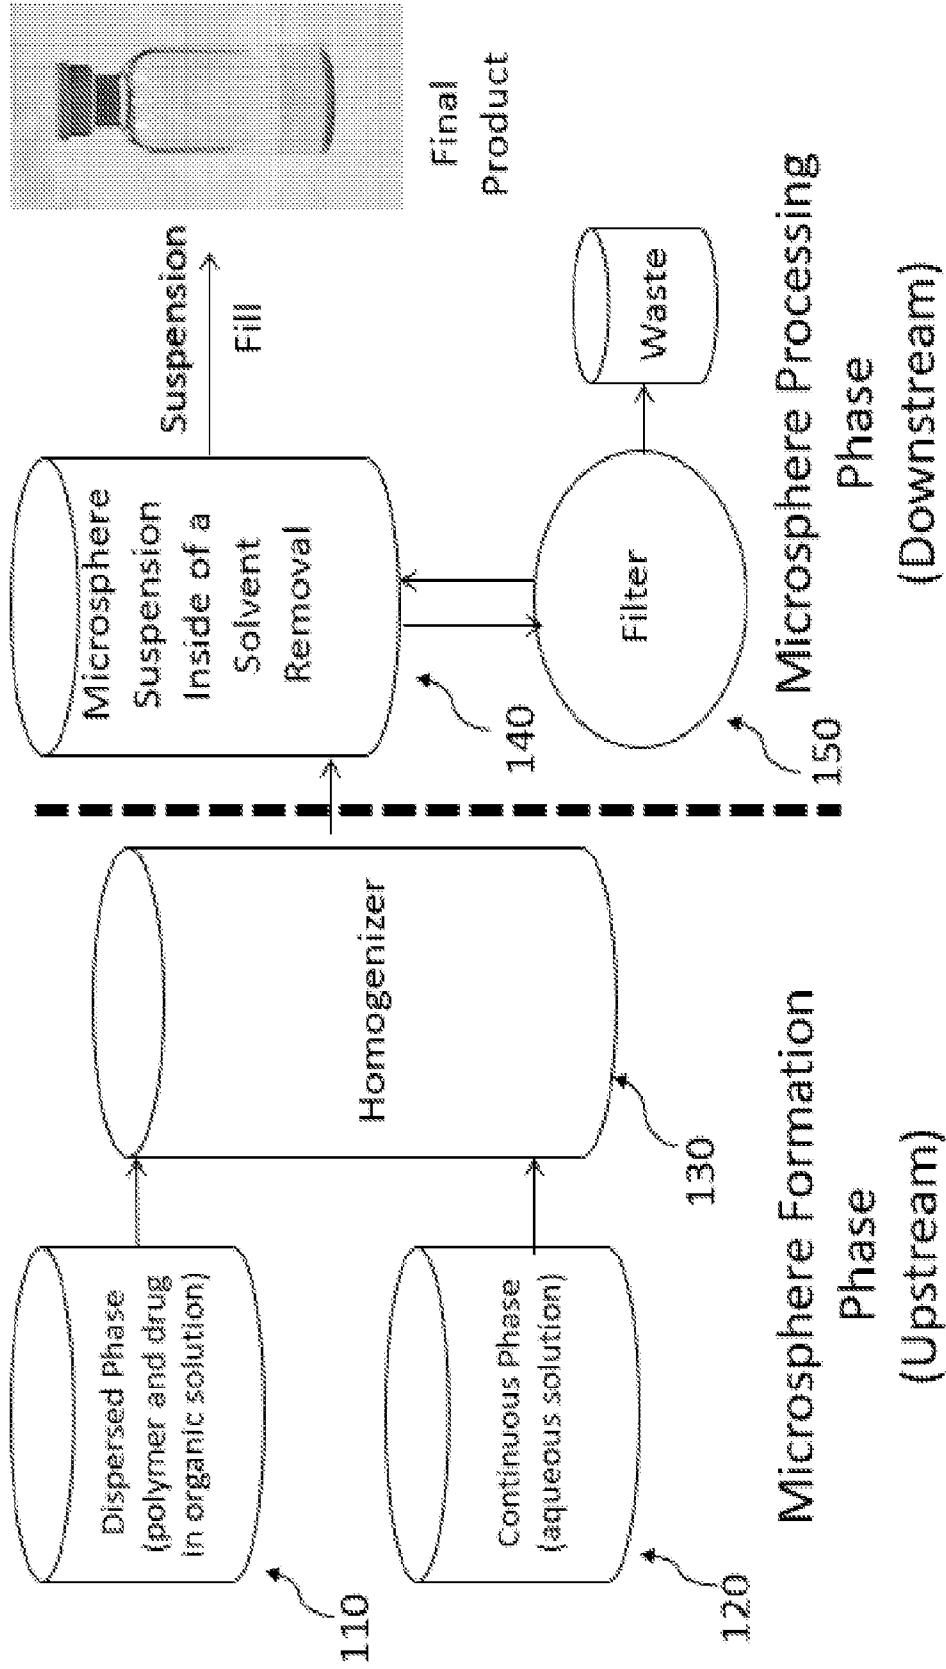 Dispersed Phase
(polymer and drug
in organic solution)
110
Continuous Phase
(aqueous solution)
120
Homogenizer
130
Microsphere Formation
Phase
(Upstream)
Microsphere
Suspension
Inside of a
Solvent
Removal
140
Filter
150
Waste
Suspension
Fill
Final
Product
Microsphere Processing
Phase
(Downstream)